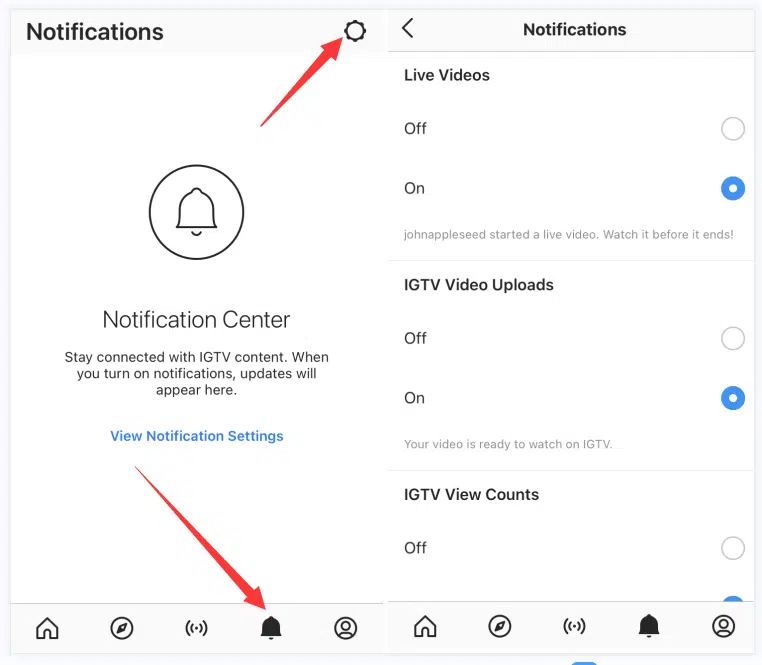 Notifications
Notification Center
Stay connected with IGTV content. When
you turn on notifications, updates will
appear here.
View Notification Settings
Notifications
Live Videos
Off
On
johnappleseed started a live video. Watch it before it ends!
IGTV Video Uploads
Off
On
Your video is ready to watch on IGTV.
IGTV View Counts
Off